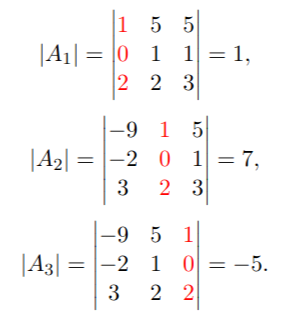 |A₁| = |1 5 5|
|0 1 1| = 1,
|2 2 3|
|A₂| = |−9 1 5|
|−2 0 1| = 7,
|3 2 3|
|A₃| = |−9 5 1|
|−2 1 0| = −5.
|3 2 2|